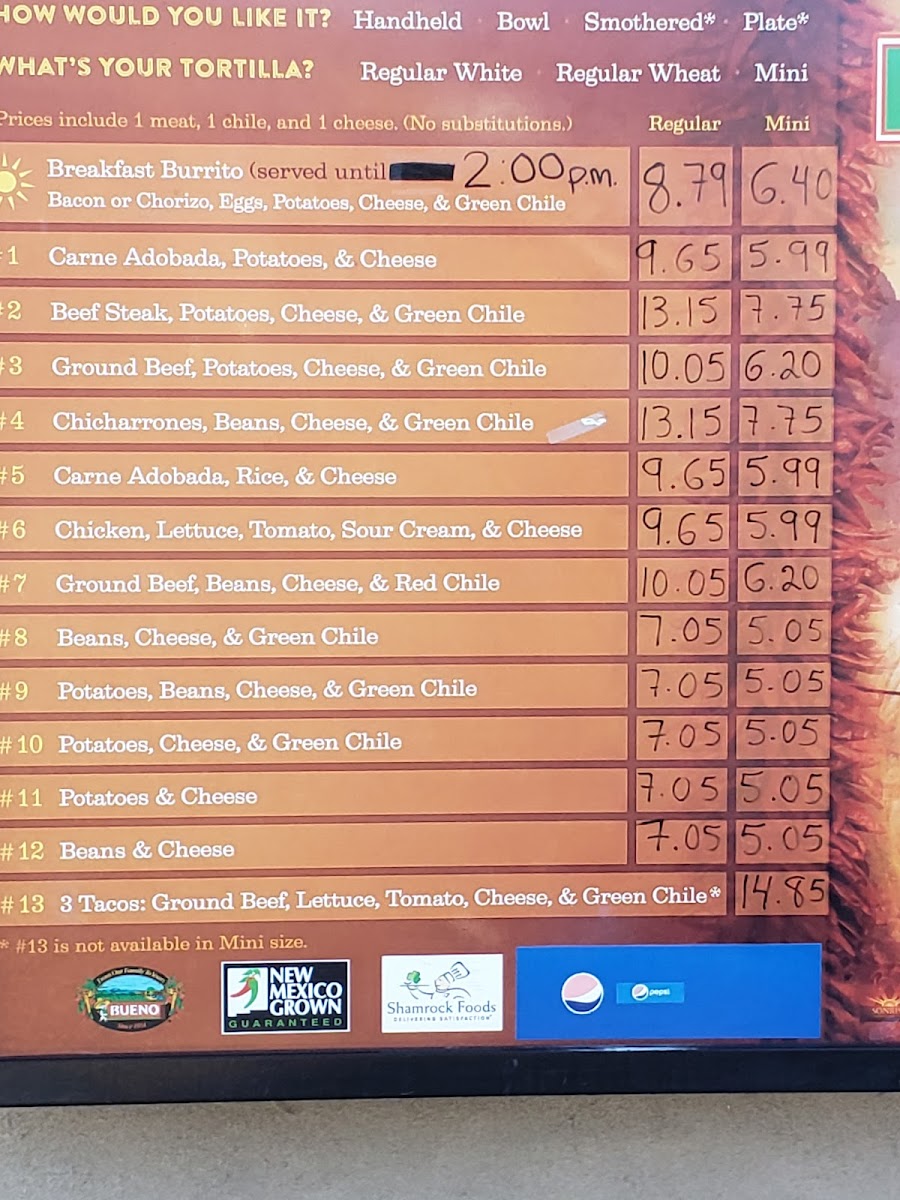 HOW WOULD YOU LIKE IT? Handheld · Bowl · Smothered* · Plate*
WHAT'S YOUR TORTILLA? Regular White · Regular Wheat · Mini
Prices include 1 meat, 1 chile, and 1 cheese. (No substitutions.) Regular Mini
Breakfast Burrito (served until 2:00 p.m. 8.79 6.40
Bacon or Chorizo, Eggs, Potatoes, Cheese, & Green Chile
#1 Carne Adobada, Potatoes, & Cheese 9.65 5.99
#2 Beef Steak, Potatoes, Cheese, & Green Chile 13.15 7.75
#3 Ground Beef, Potatoes, Cheese, & Green Chile 10.05 6.20
#4 Chicharrones, Beans, Cheese, & Green Chile 13.15 7.75
#5 Carne Adobada, Rice, & Cheese 9.65 5.99
#6 Chicken, Lettuce, Tomato, Sour Cream, & Cheese 9.65 5.99
#7 Ground Beef, Beans, Cheese, & Red Chile 10.05 6.20
#8 Beans, Cheese, & Green Chile 7.05 5.05
#9 Potatoes, Beans, Cheese, & Green Chile 7.05 5.05
#10 Potatoes, Cheese, & Green Chile 7.05 5.05
#11 Potatoes & Cheese 7.05 5.05
#12 Beans & Cheese 7.05 5.05
#13 3 Tacos: Ground Beef, Lettuce, Tomato, Cheese, & Green Chile* 14.85
* #13 is not available in Mini size.
From Our Family To Yours
BUENO
Since 1951
NEW
MEXICO
GROWN
GUARANTEED
Shamrock Foods
DELIVERING SATISFACTION
pepsi